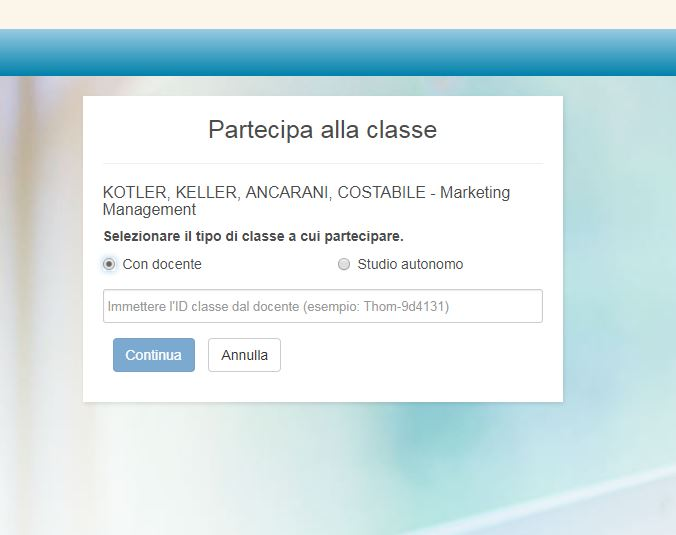 Partecipa alla classe
KOTLER, KELLER, ANCARANI, COSTABILE - Marketing
Management
Selezionare il tipo di classe a cui partecipare.
Con docente Studio autonomo
Immettere l'ID classe dal docente (esempio: Thom-9d4131)
Continua Annulla